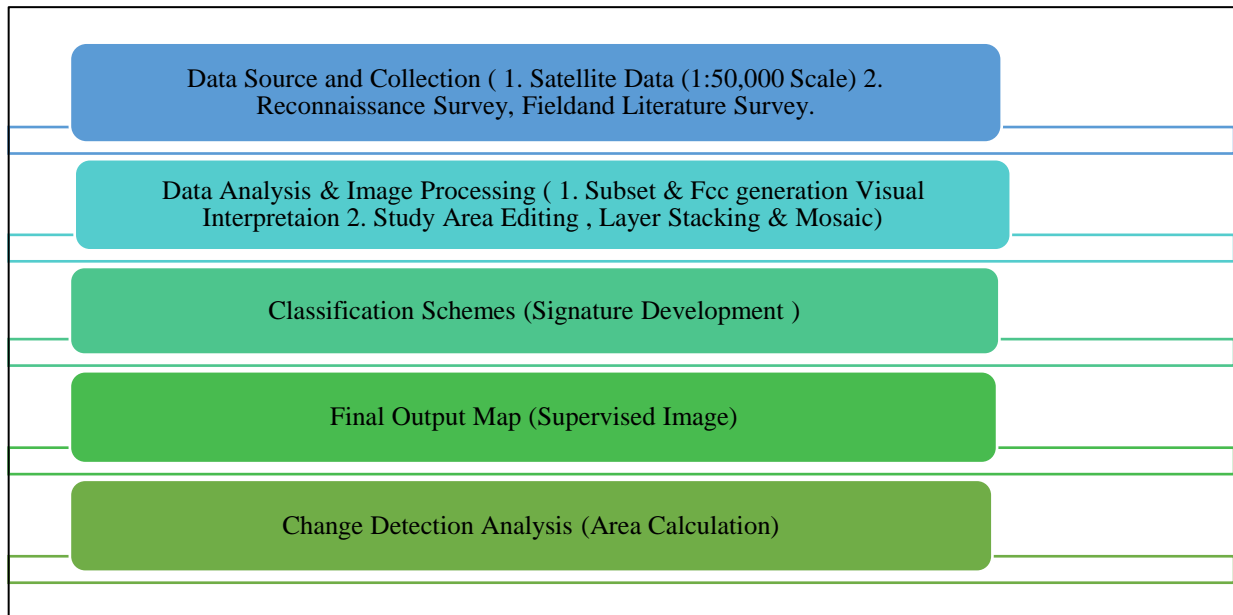 Data Source and Collection ( 1. Satellite Data (1:50,000 Scale) 2.
Reconnaissance Survey, Fieldand Literature Survey.
Data Analysis & Image Processing ( 1. Subset & Fcc generation Visual
Interpretaion 2. Study Area Editing , Layer Stacking & Mosaic)
Classification Schemes (Signature Development )
Final Output Map (Supervised Image)
Change Detection Analysis (Area Calculation)